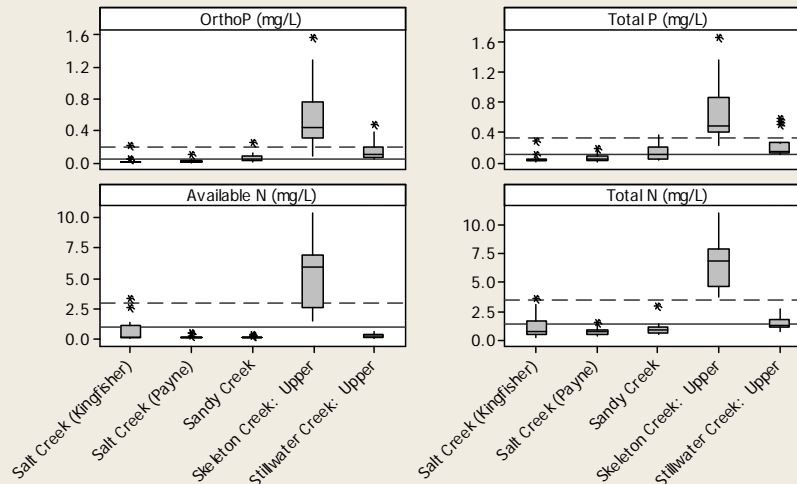 OrthoP (mg/L)
Total P (mg/L)
1.6
1.2
0.8
0.4
0.0
1.6
1.2
0.8
0.4
0.0
Available N (mg/L)
Total N (mg/L)
10.0
7.5
5.0
2.5
0.0
10.0
7.5
5.0
2.5
0.0
Salt Creek (Kingfisher)
Salt Creek (Payne)
Sandy Creek
Skeleton Creek: Upper
Stillwater Creek: Upper
Salt Creek (Kingfisher)
Salt Creek (Payne)
Sandy Creek
Skeleton Creek: Upper
Stillwater Creek: Upper